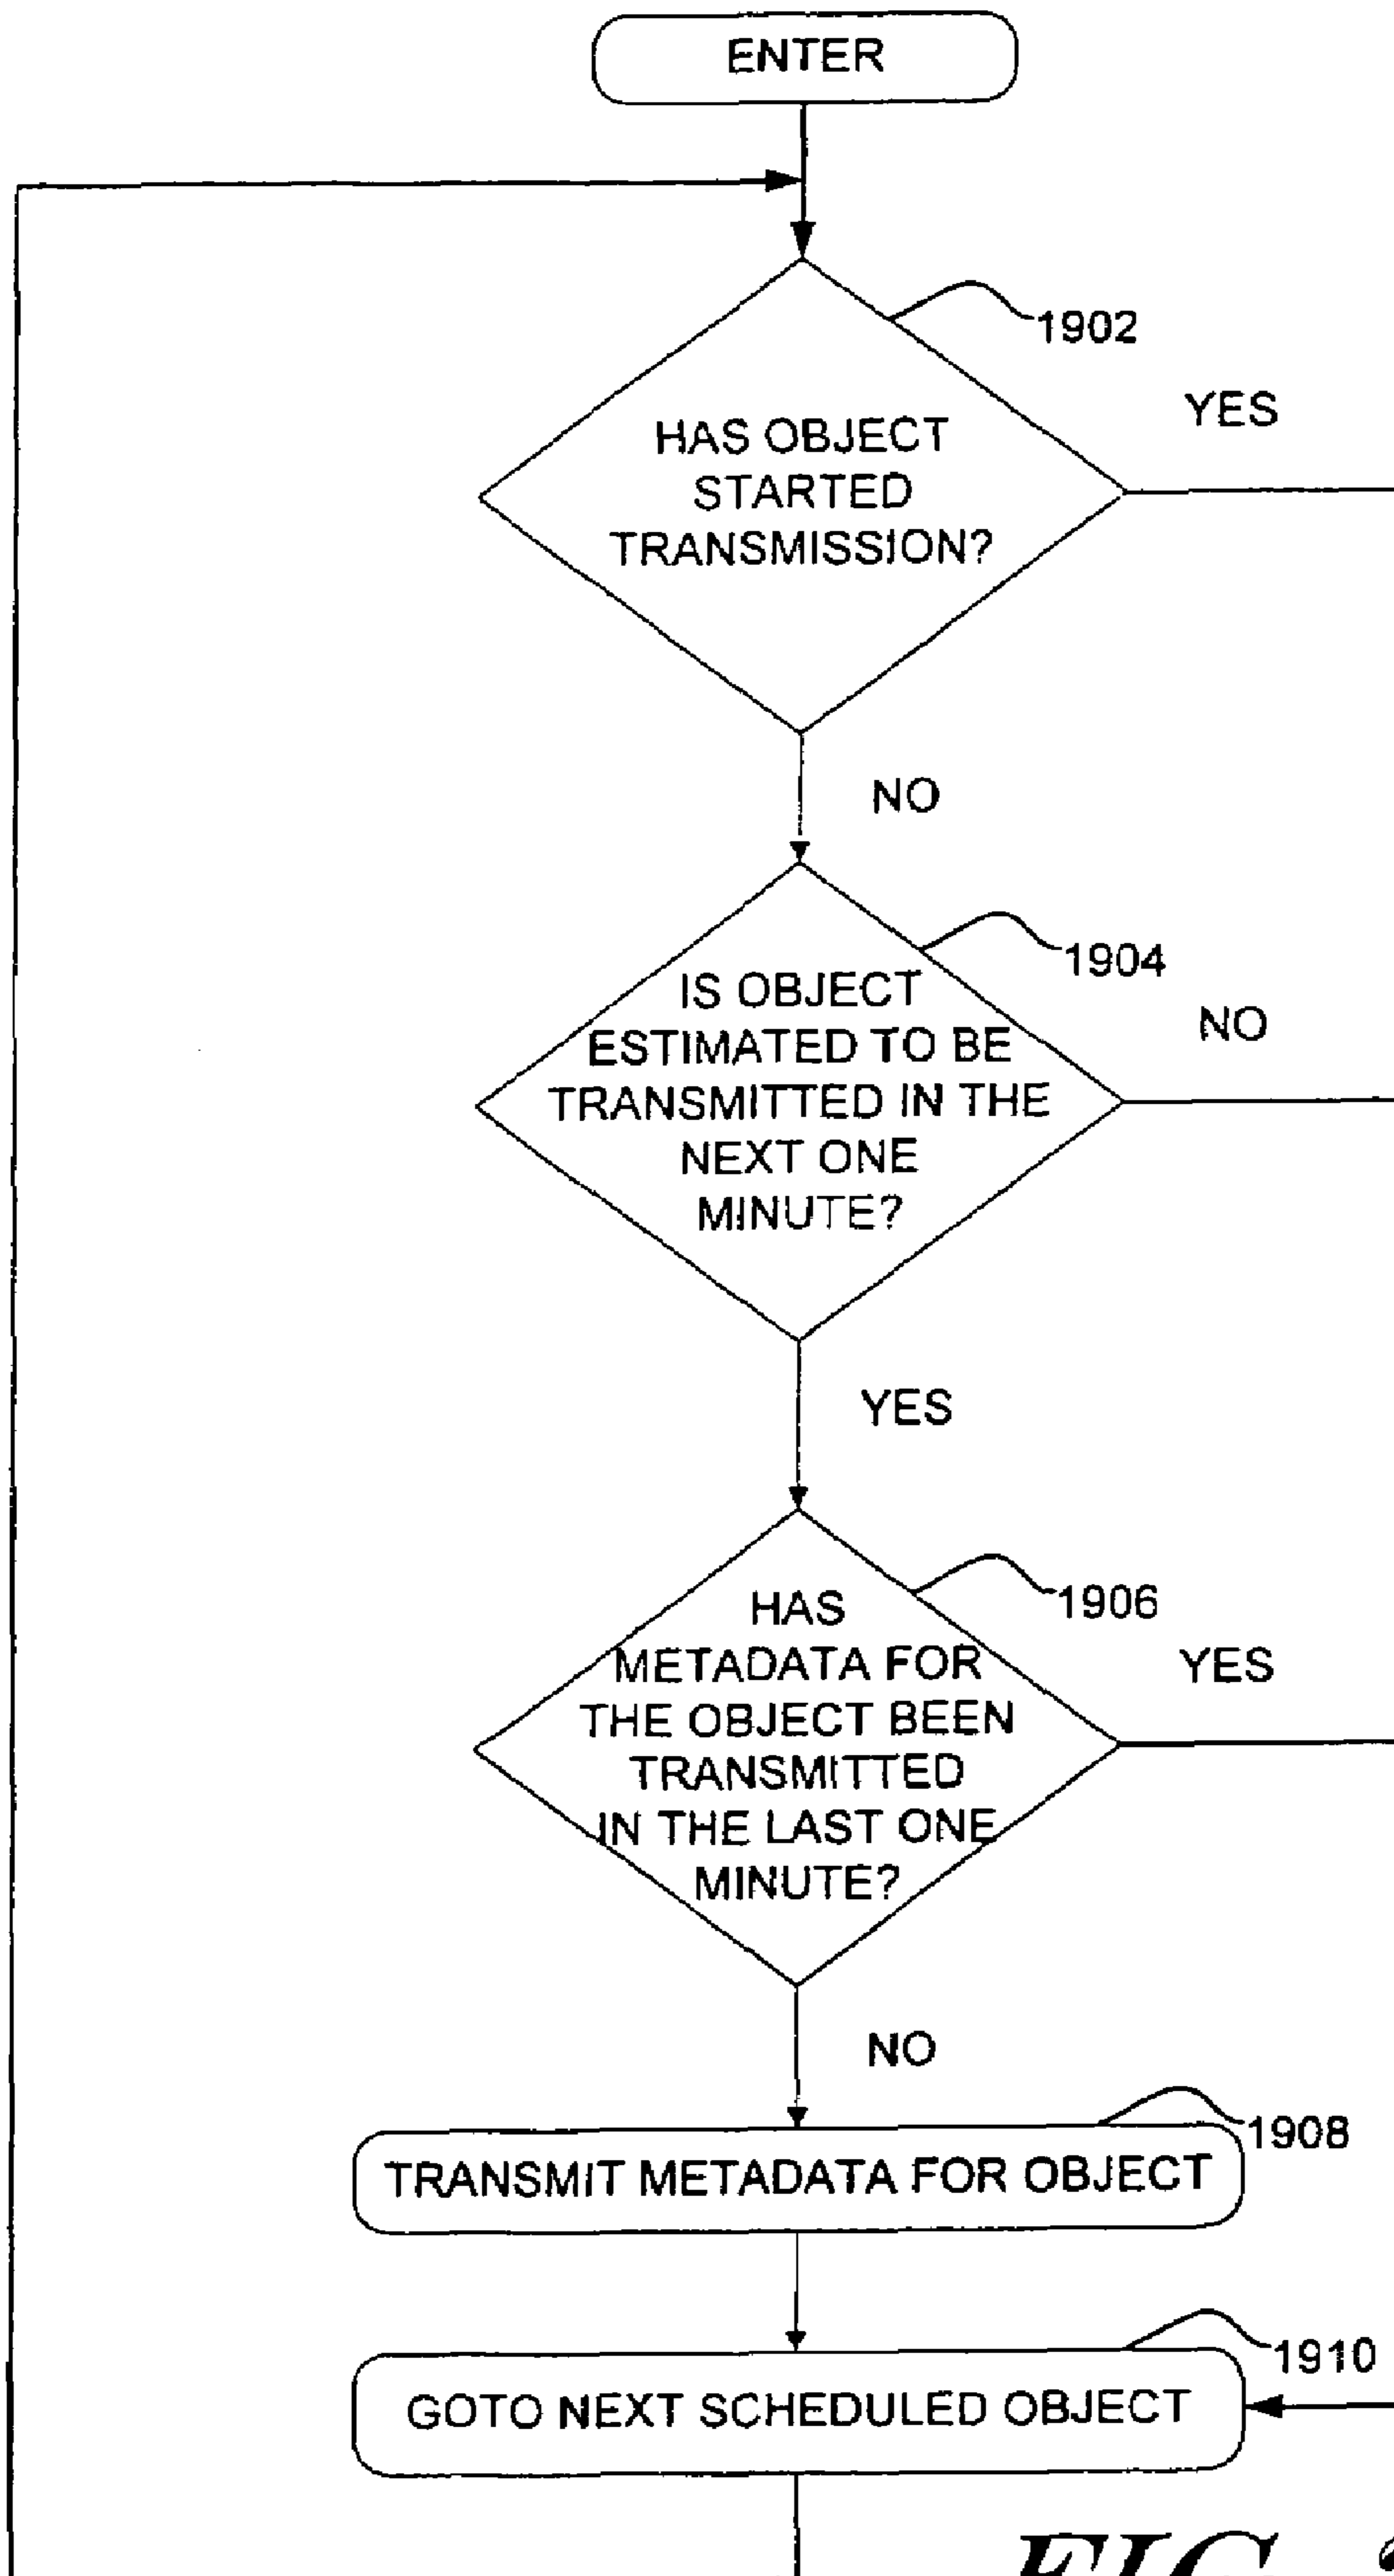 ENTER
1902
HAS OBJECT
STARTED
TRANSMISSION?
YES
NO
1904
IS OBJECT
ESTIMATED TO BE
TRANSMITTED IN THE
NEXT ONE
MINUTE?
NO
YES
1906
HAS
METADATA FOR
THE OBJECT BEEN
TRANSMITTED
IN THE LAST ONE
MINUTE?
YES
NO
1908
TRANSMIT METADATA FOR OBJECT
1910
GOTO NEXT SCHEDULED OBJECT
FIG.